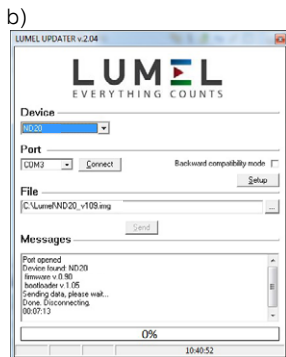 b)
LUMEL UPDATER v.2.04
LUMEL
EVERYTHING COUNTS
Device
ND20
Port
COM3 Connect Backward compatibility mode
Setup
File
C:\Lumel\ND20_v109.img ...
Send
Messages
Port opened
Device found: ND20
firmware v.0.90
bootloader v.1.05
Sending data, please wait...
Done. Disconnecting.
00:07:13
0%
10:40:52